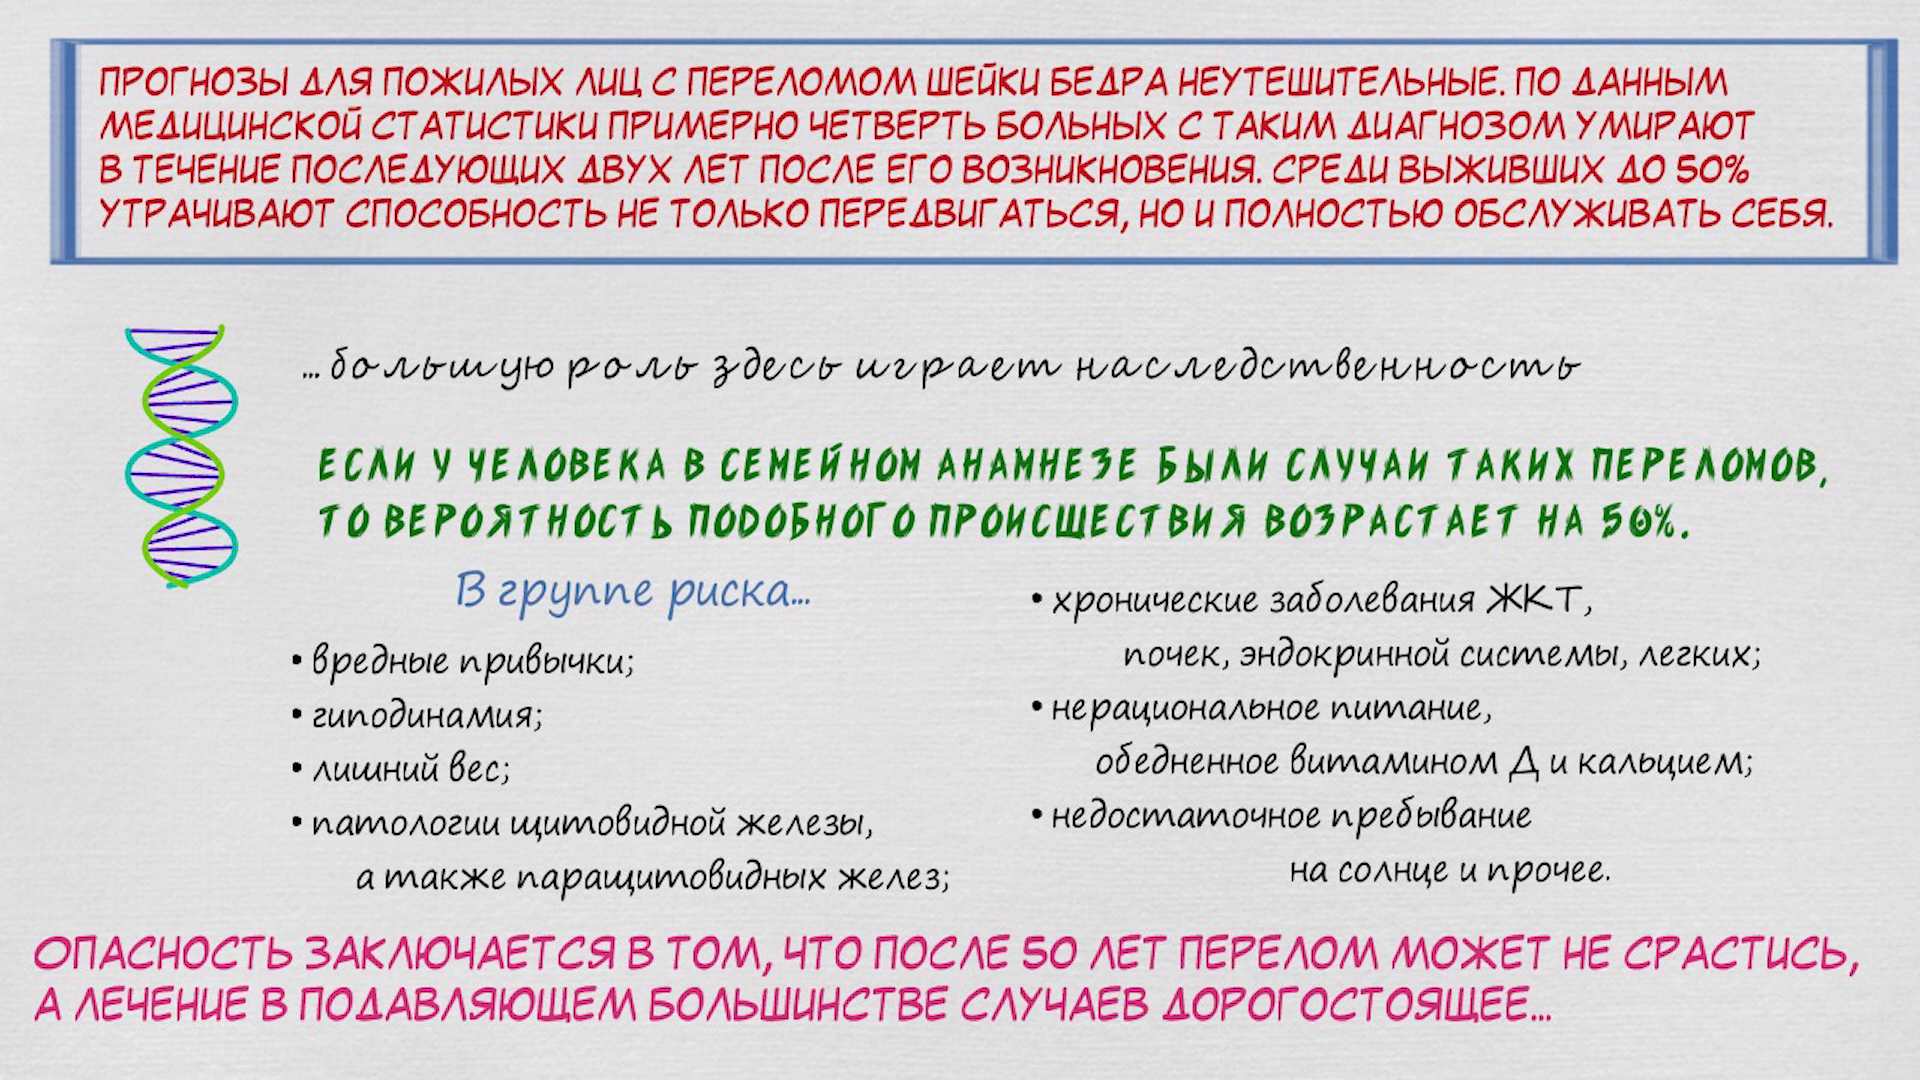 ПРОГНОЗЫ ДЛЯ ПОЖИЛЫХ ЛИЦ С ПЕРЕЛОМОМ ШЕЙКИ БЕДРА НЕУТЕШИТЕЛЬНЫЕ. ПО ДАННЫМ
МЕДИЦИНСКОЙ СТАТИСТИКИ ПРИМЕРНО ЧЕТВЕРТЬ БОЛЬНЫХ С ТАКИМ ДИАГНОЗОМ УМИРАЮТ
В ТЕЧЕНИЕ ПОСЛЕДУЮЩИХ ДВУХ ЛЕТ ПОСЛЕ ЕГО ВОЗНИКНОВЕНИЯ. СРЕДИ ВЫЖИВШИХ ДО 50%
УТРАЧИВАЮТ СПОСОБНОСТЬ НЕ ТОЛЬКО ПЕРЕДВИГАТЬСЯ, НО И ПОЛНОСТЬЮ ОБСЛУЖИВАТЬ СЕБЯ.
... большую роль здесь играет наследственность
ЕСЛИ У ЧЕЛОВЕКА В СЕМЕЙНОМ АНАМНЕЗЕ БЫЛИ СЛУЧАИ ТАКИХ ПЕРЕЛОМОВ,
ТО ВЕРОЯТНОСТЬ ПОДОБНОГО ПРОИСШЕСТВИЯ ВОЗРАСТАЕТ НА 50%.
В группе риска...
• вредные привычки;
• гиподинамия;
• лишний вес;
• патологии щитовидной железы,
а также паращитовидных желез;
• хронические заболевания ЖКТ,
почек, эндокринной системы, легких;
• нерациональное питание,
обедненное витамином Д и кальцием;
• недостаточное пребывание
на солнце и прочее.
ОПАСНОСТЬ ЗАКЛЮЧАЕТСЯ В ТОМ, ЧТО ПОСЛЕ 50 ЛЕТ ПЕРЕЛОМ МОЖЕТ НЕ СРАСТИСЬ,
А ЛЕЧЕНИЕ В ПОДАВЛЯЮЩЕМ БОЛЬШИНСТВЕ СЛУЧАЕВ ДОРОГОСТОЯЩЕЕ...